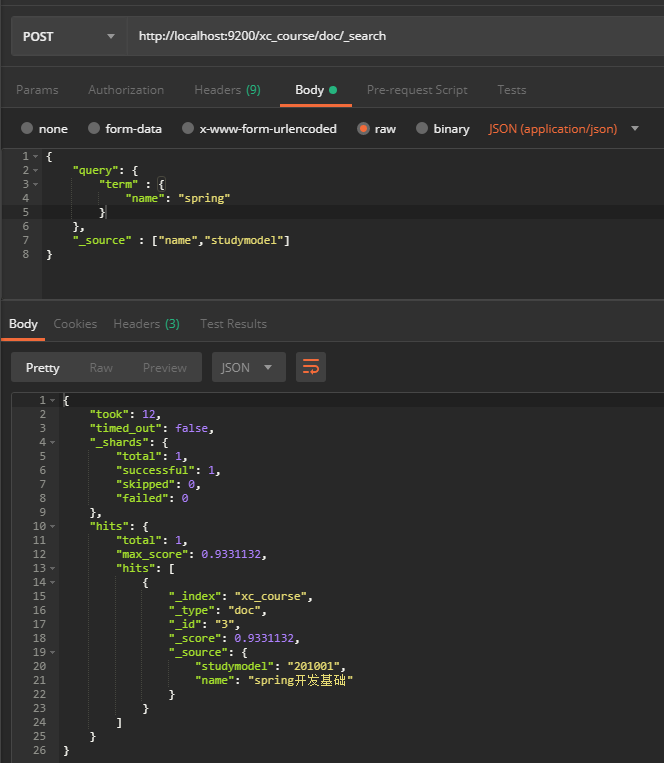 POST http://localhost:9200/xc_course/doc/_search
Params Authorization Headers (9) Body Pre-request Script Tests
none form-data x-www-form-urlencoded raw binary JSON (application/json)
1 {
2 "query": {
3 "term" : {
4 "name": "spring"
5 }
6 },
7 "_source" : ["name","studymodel"]
8 }
Body Cookies Headers (3) Test Results
Pretty Raw Preview JSON
1 {
2 "took": 12,
3 "timed_out": false,
4 "_shards": {
5 "total": 1,
6 "successful": 1,
7 "skipped": 0,
8 "failed": 0
9 },
10 "hits": {
11 "total": 1,
12 "max_score": 0.9331132,
13 "hits": [
14 {
15 "_index": "xc_course",
16 "_type": "doc",
17 "_id": "3",
18 "_score": 0.9331132,
19 "_source": {
20 "studymodel": "201001",
21 "name": "spring开发基础"
22 }
23 }
24 ]
25 }
26 }